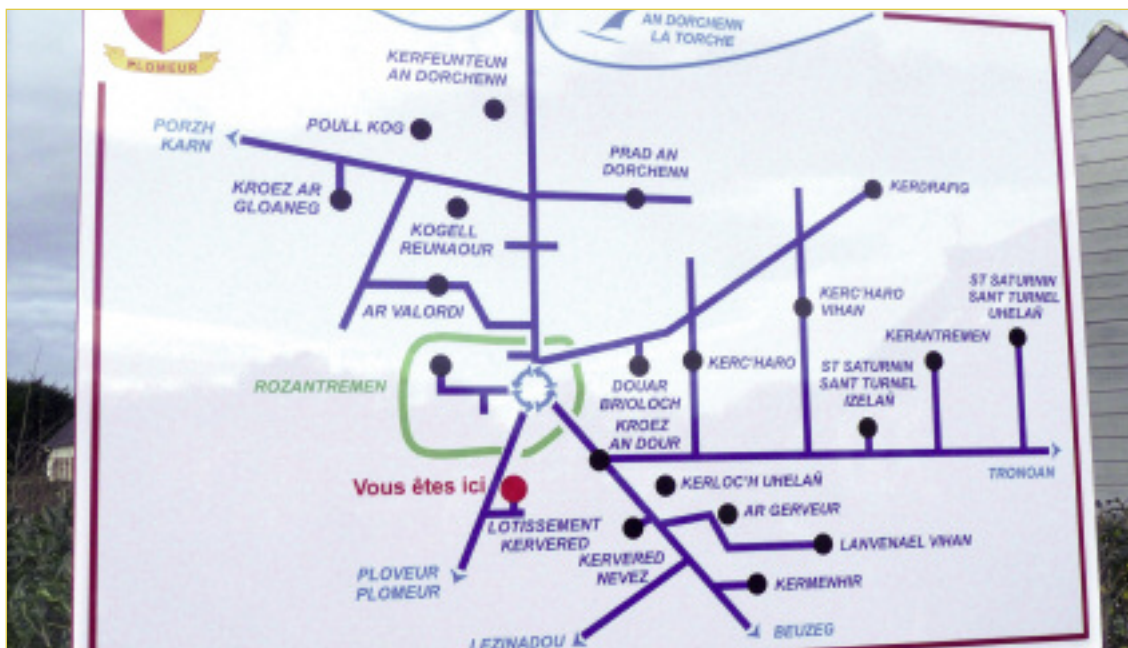 AN DORCHENN
LA TORCHE
PLOMEUR
KERFEUNTEUN
AN DORCHENN
POULL KOG
PORZH
KARN
PRAD AN
DORCHENN
KROEZ AR
GLOANEG
KERDRAFIG
KOGELL
REUNAOUR
ST SATURNIN
SANT TURNEL
UHELAÑ
AR VALORDI
KERC'HARO
VIHAN
KERANTREMEN
ROZANTREMEN
DOUAR
BRIOLOCH
KERC'HARO
ST SATURNIN
SANT TURNEL
IZELAÑ
KROEZ
AN DOUR
TRONOAN
Vous êtes ici
KERLOC'H UHELAÑ
LOTISSEMENT
KERVERED
AR GERVEUR
LANVENAEL VIHAN
KERVERED
NEVEZ
PLOVEUR
PLOMEUR
KERMENHIR
LEZINADOU
BEUZEG